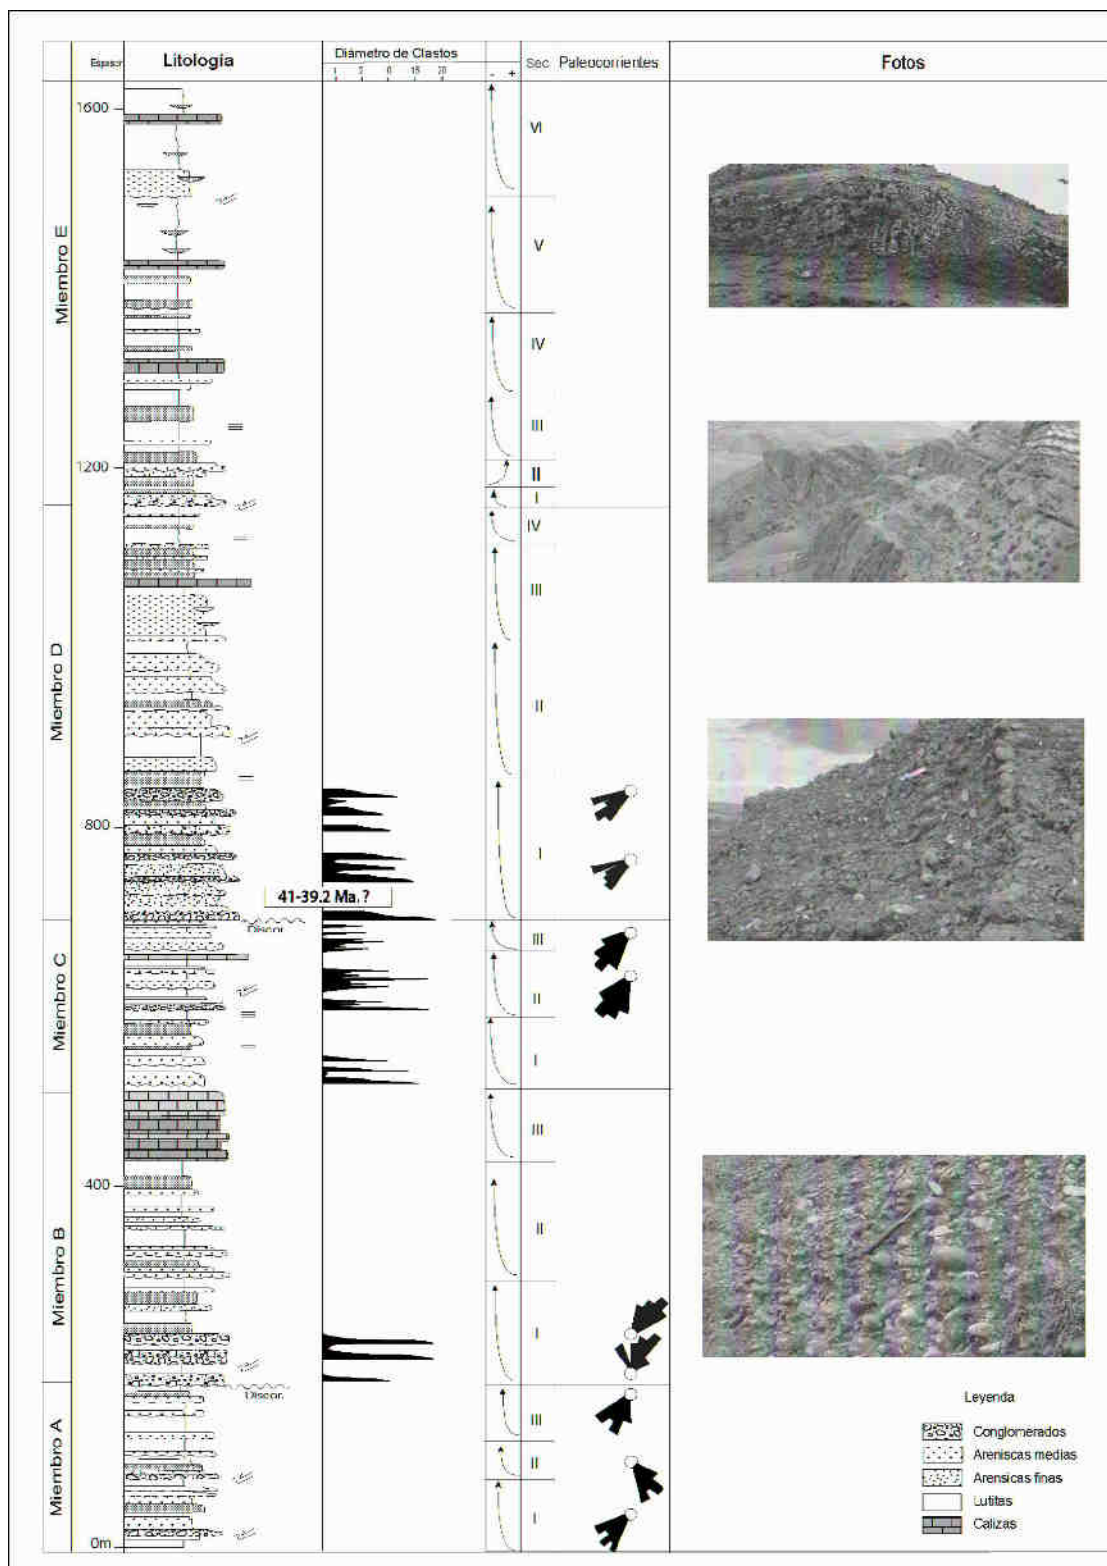 Espesor
Litología
Diámetro de Clastos
1 2 6 15 20
- +
Sec
Paleocorrientes
Fotos
1600
VI
Miembro E
V
IV
III
1200
II
I
IV
III
Miembro D
II
800
I
41-39.2 Ma. ?
Discor.
III
Miembro C
II
I
III
400
II
Miembro B
I
Discor.
III
Miembro A
II
I
0m
Leyenda
Conglomerados
Areniscas medias
Arensicas finas
Lutitas
Calizas